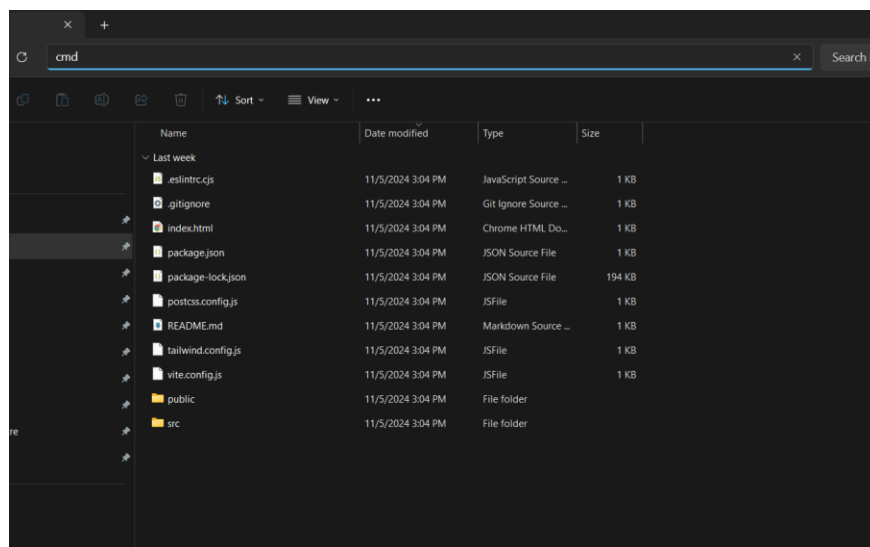 cmd
Search
Sort
View
Name Date modified Type Size
Last week
.eslintrc.cjs 11/5/2024 3:04 PM JavaScript Source ... 1 KB
.gitignore 11/5/2024 3:04 PM Git Ignore Source ... 1 KB
index.html 11/5/2024 3:04 PM Chrome HTML Do... 1 KB
package.json 11/5/2024 3:04 PM JSON Source File 1 KB
package-lock.json 11/5/2024 3:04 PM JSON Source File 194 KB
postcss.config.js 11/5/2024 3:04 PM JSFile 1 KB
README.md 11/5/2024 3:04 PM Markdown Source ... 1 KB
tailwind.config.js 11/5/2024 3:04 PM JSFile 1 KB
vite.config.js 11/5/2024 3:04 PM JSFile 1 KB
public 11/5/2024 3:04 PM File folder
re
src 11/5/2024 3:04 PM File folder